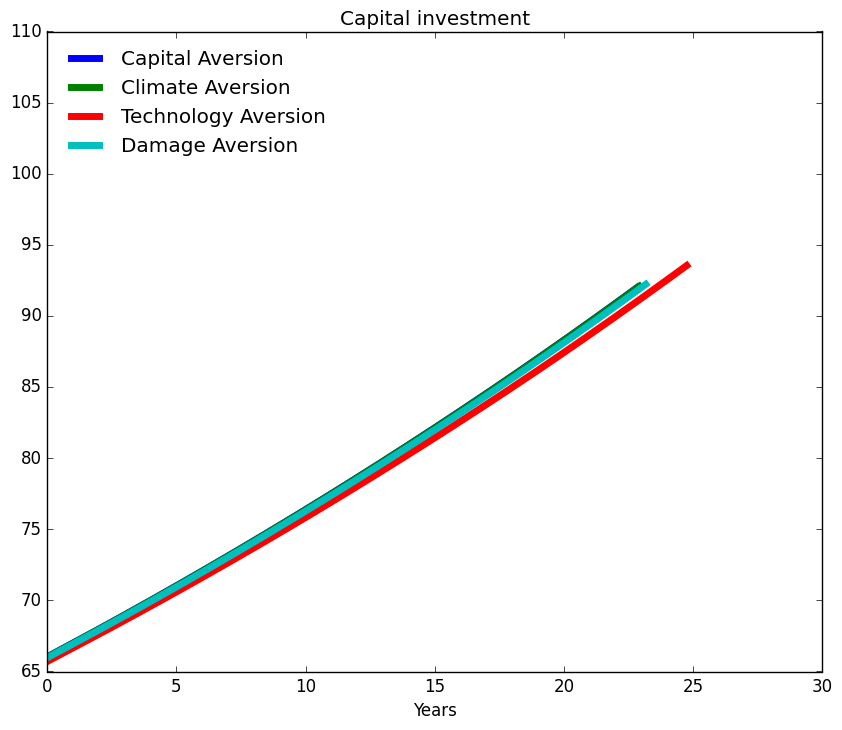 Capital investment
110
105
100
95
90
85
80
75
70
65
Capital Aversion
Climate Aversion
Technology Aversion
Damage Aversion
0 5 10 15 20 25 30
Years